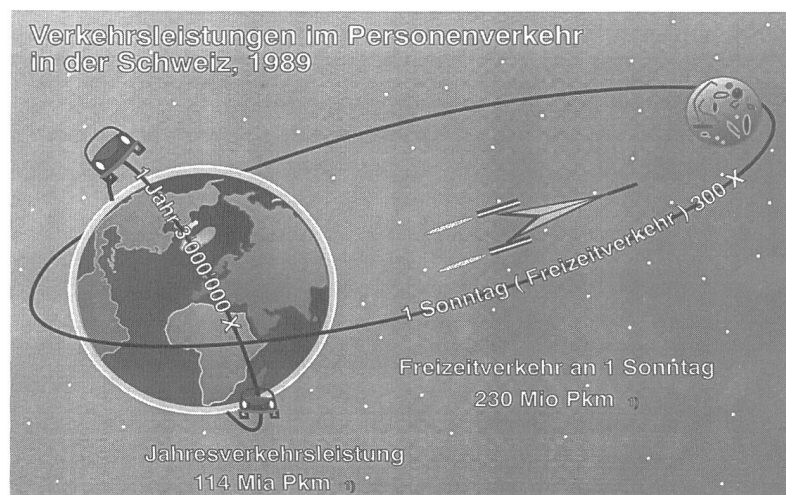 Verkehrsleistungen im Personenverkehr
in der Schweiz, 1989
1 Jahr 3'000'000 X
1 Sonntag ( Freizeitverkehr ) 300 X
Freizeitverkehr an 1 Sonntag
230 Mio Pkm 1)
Jahresverkehrsleistung
114 Mia Pkm 1)